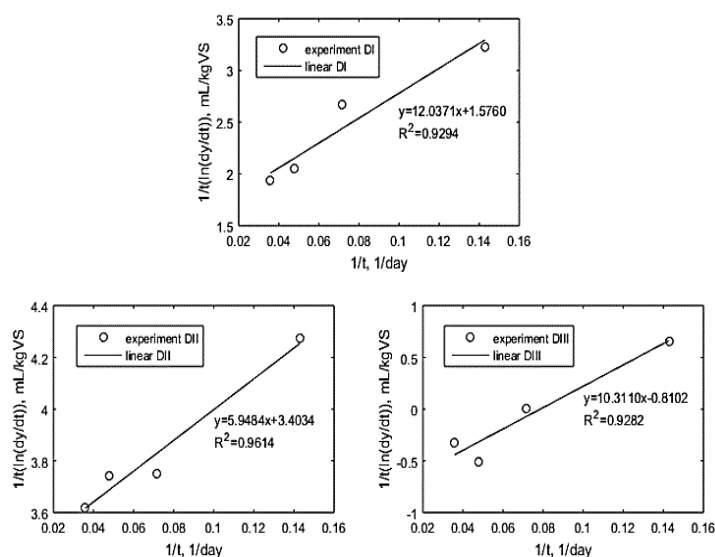 3.5
3
2.5
2
1.5
1/t(ln(dy/dt)), mL/kgVS
experiment DI
linear DI
y=12.0371x+1.5760
R²=0.9294
0.02 0.04 0.06 0.08 0.1 0.12 0.14 0.16
1/t, 1/day
4.4
4.2
4
3.8
3.6
1/t(ln(dy/dt)), mL/kgVS
experiment DII
linear DII
y=5.9484x+3.4034
R²=0.9614
0.02 0.04 0.06 0.08 0.1 0.12 0.14 0.16
1/t, 1/day
1
0.5
0
-0.5
-1
1/t(ln(dy/dt)), mL/kgVS
experiment DIII
linear DIII
y=10.3110x-0.8102
R²=0.9282
0.02 0.04 0.06 0.08 0.1 0.12 0.14 0.16
1/t, 1/day